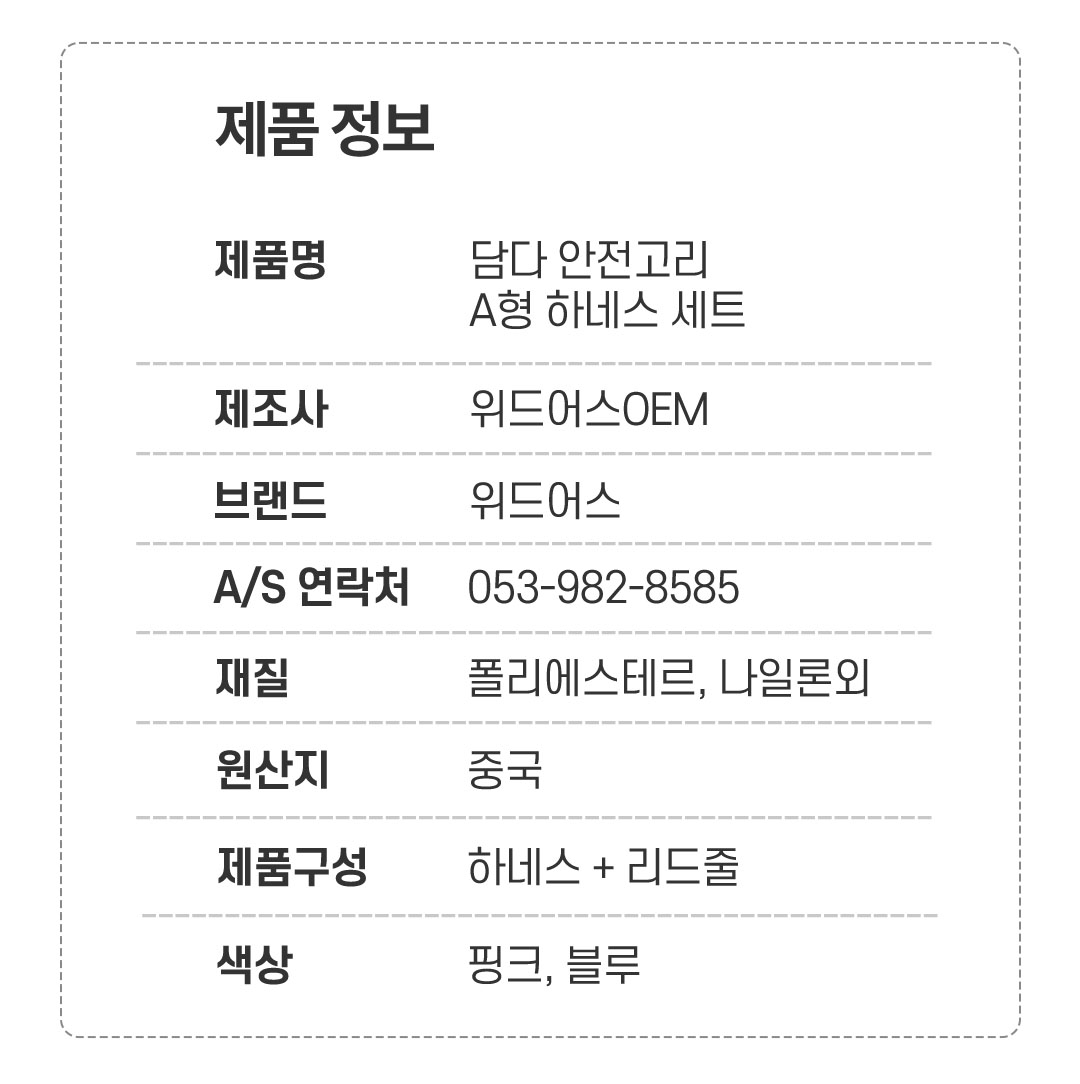 제품 정보
제품명 담다 안전고리
A형 하네스 세트
제조사 위드어스OEM
브랜드 위드어스
A/S 연락처 053-982-8585
재질 폴리에스테르, 나일론외
원산지 중국
제품구성 하네스 + 리드줄
색상 핑크, 블루